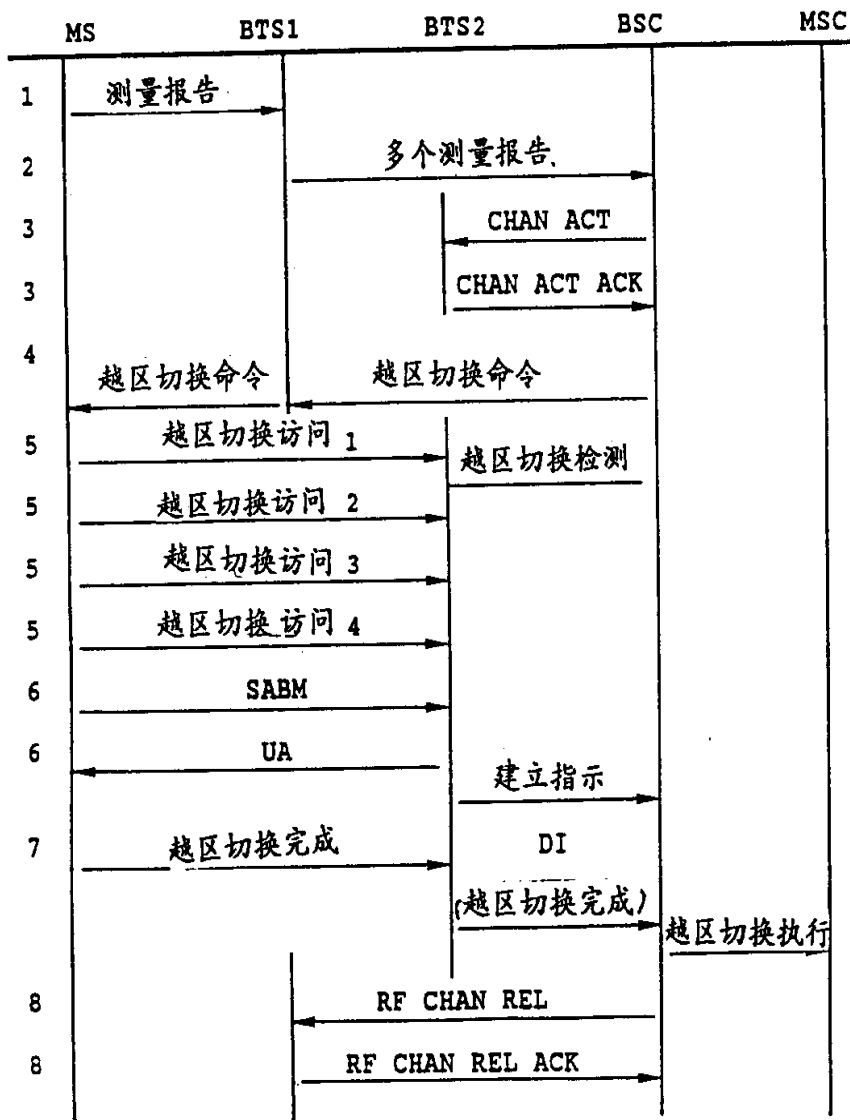 MS BTS1 BTS2 BSC MSC
1 测量报告
2 多个测量报告.
3 CHAN ACT
3 CHAN ACT ACK
4 越区切换命令 越区切换命令
5 越区切换访问 1 越区切换检测
5 越区切换访问 2
5 越区切换访问 3
5 越区切换访问 4
6 SABM
6 UA
建立指示
7 越区切换完成 DI
(越区切换完成)
越区切换执行
8 RF CHAN REL
8 RF CHAN REL ACK